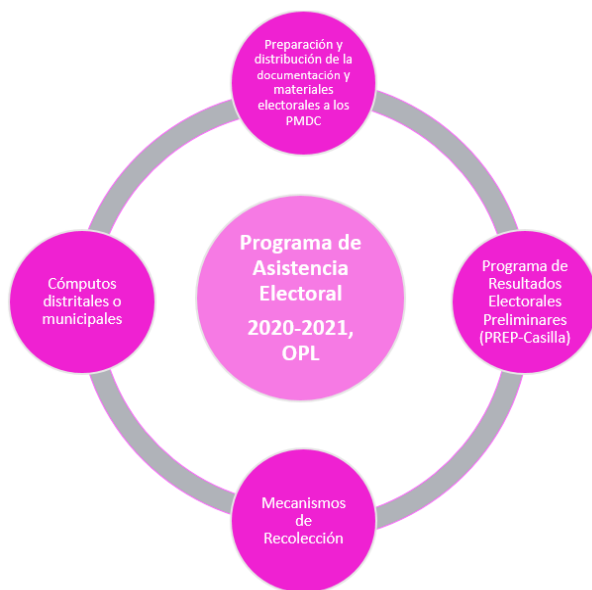 Preparación y
distribución de la
documentación y
materiales
electorales a los
PMDC
Programa de
Asistencia
Electoral
2020-2021,
OPL
Programa de
Resultados
Electorales
Preliminares
(PREP-Casilla)
Mecanismos
de
Recolección
Cómputos
distritales o
municipales